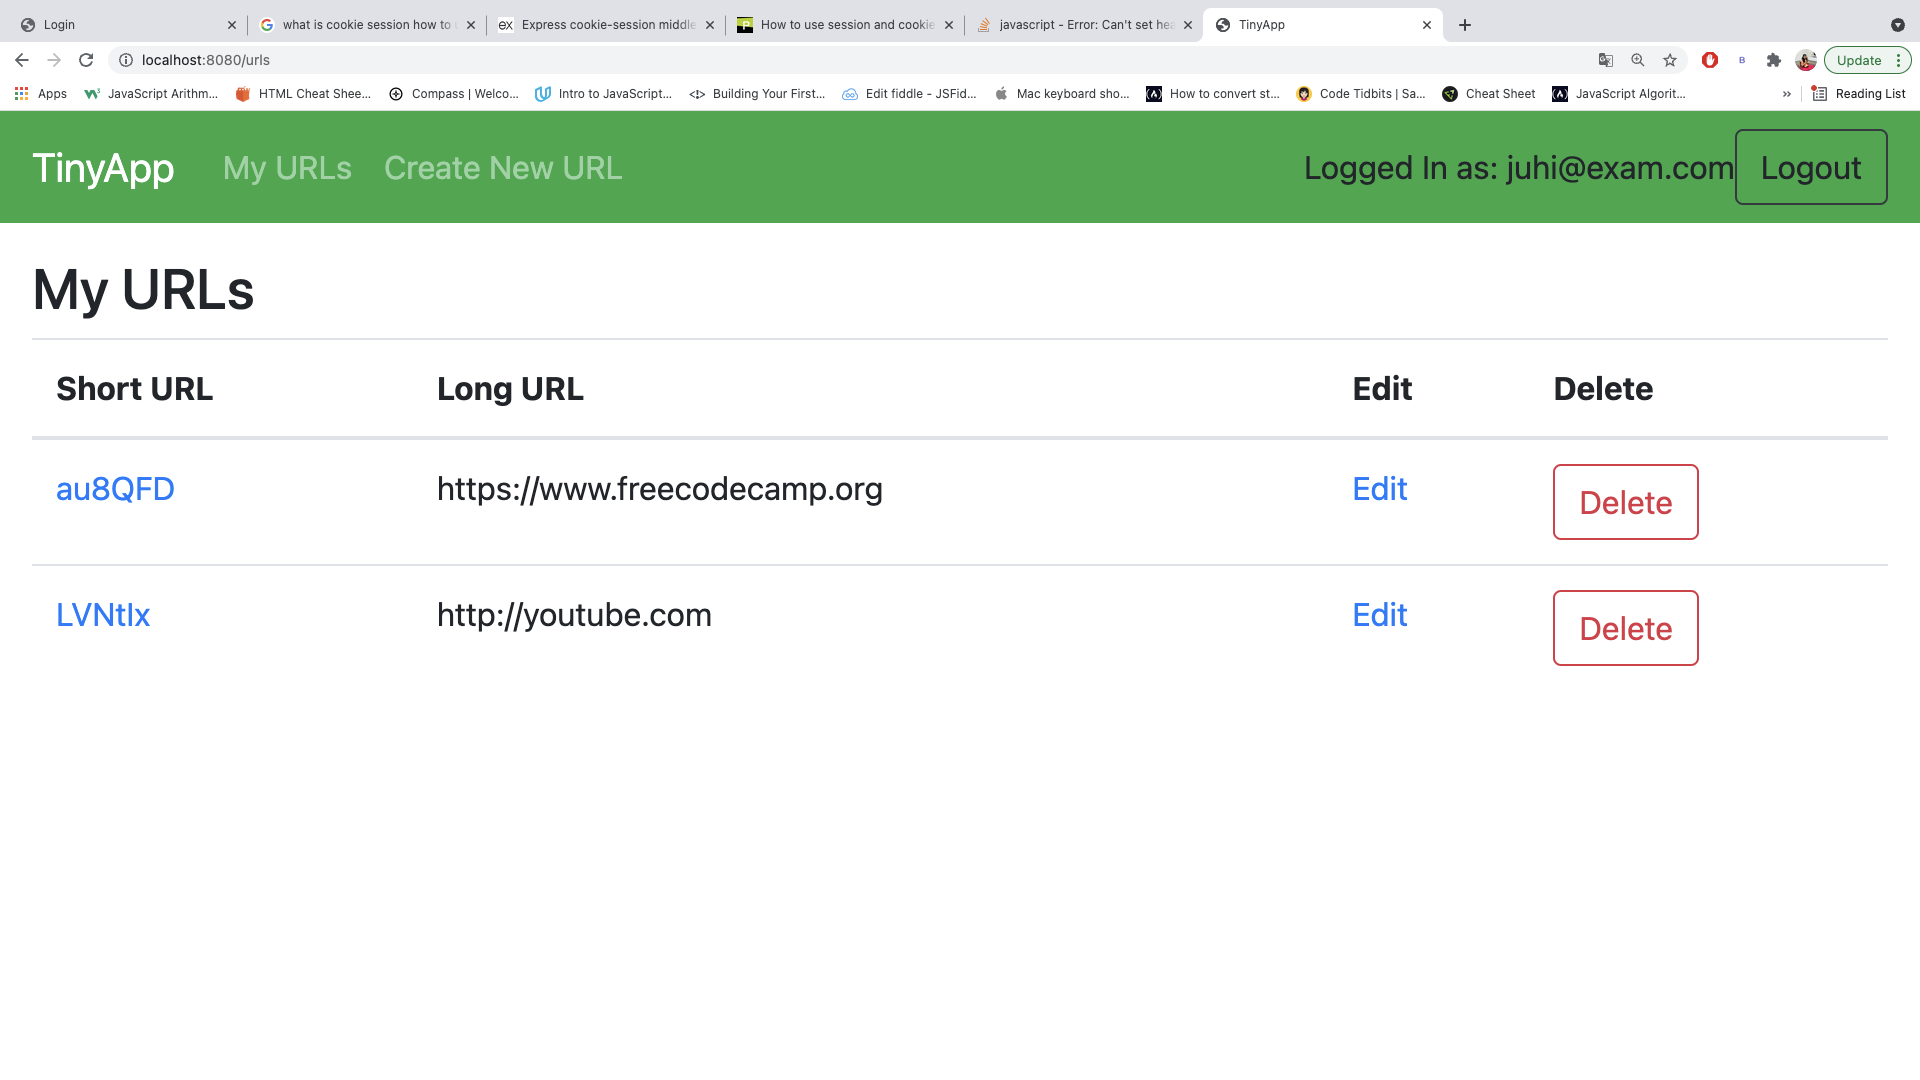 Login
what is cookie session how to
Express cookie-session middle
How to use session and cookie
javascript - Error: Can't set hea
TinyApp
localhost:8080/urls
Update
Apps
JavaScript Arithm...
HTML Cheat Shee...
Compass | Welco...
Intro to JavaScript...
Building Your First...
Edit fiddle - JSFid...
Mac keyboard sho...
How to convert st...
Code Tidbits | Sa...
Cheat Sheet
JavaScript Algorit...
»
Reading List
TinyApp My URLs Create New URL Logged In as: juhi@exam.com Logout
My URLs
Short URL Long URL Edit Delete
au8QFD https://www.freecodecamp.org Edit Delete
LVNtIx http://youtube.com Edit Delete